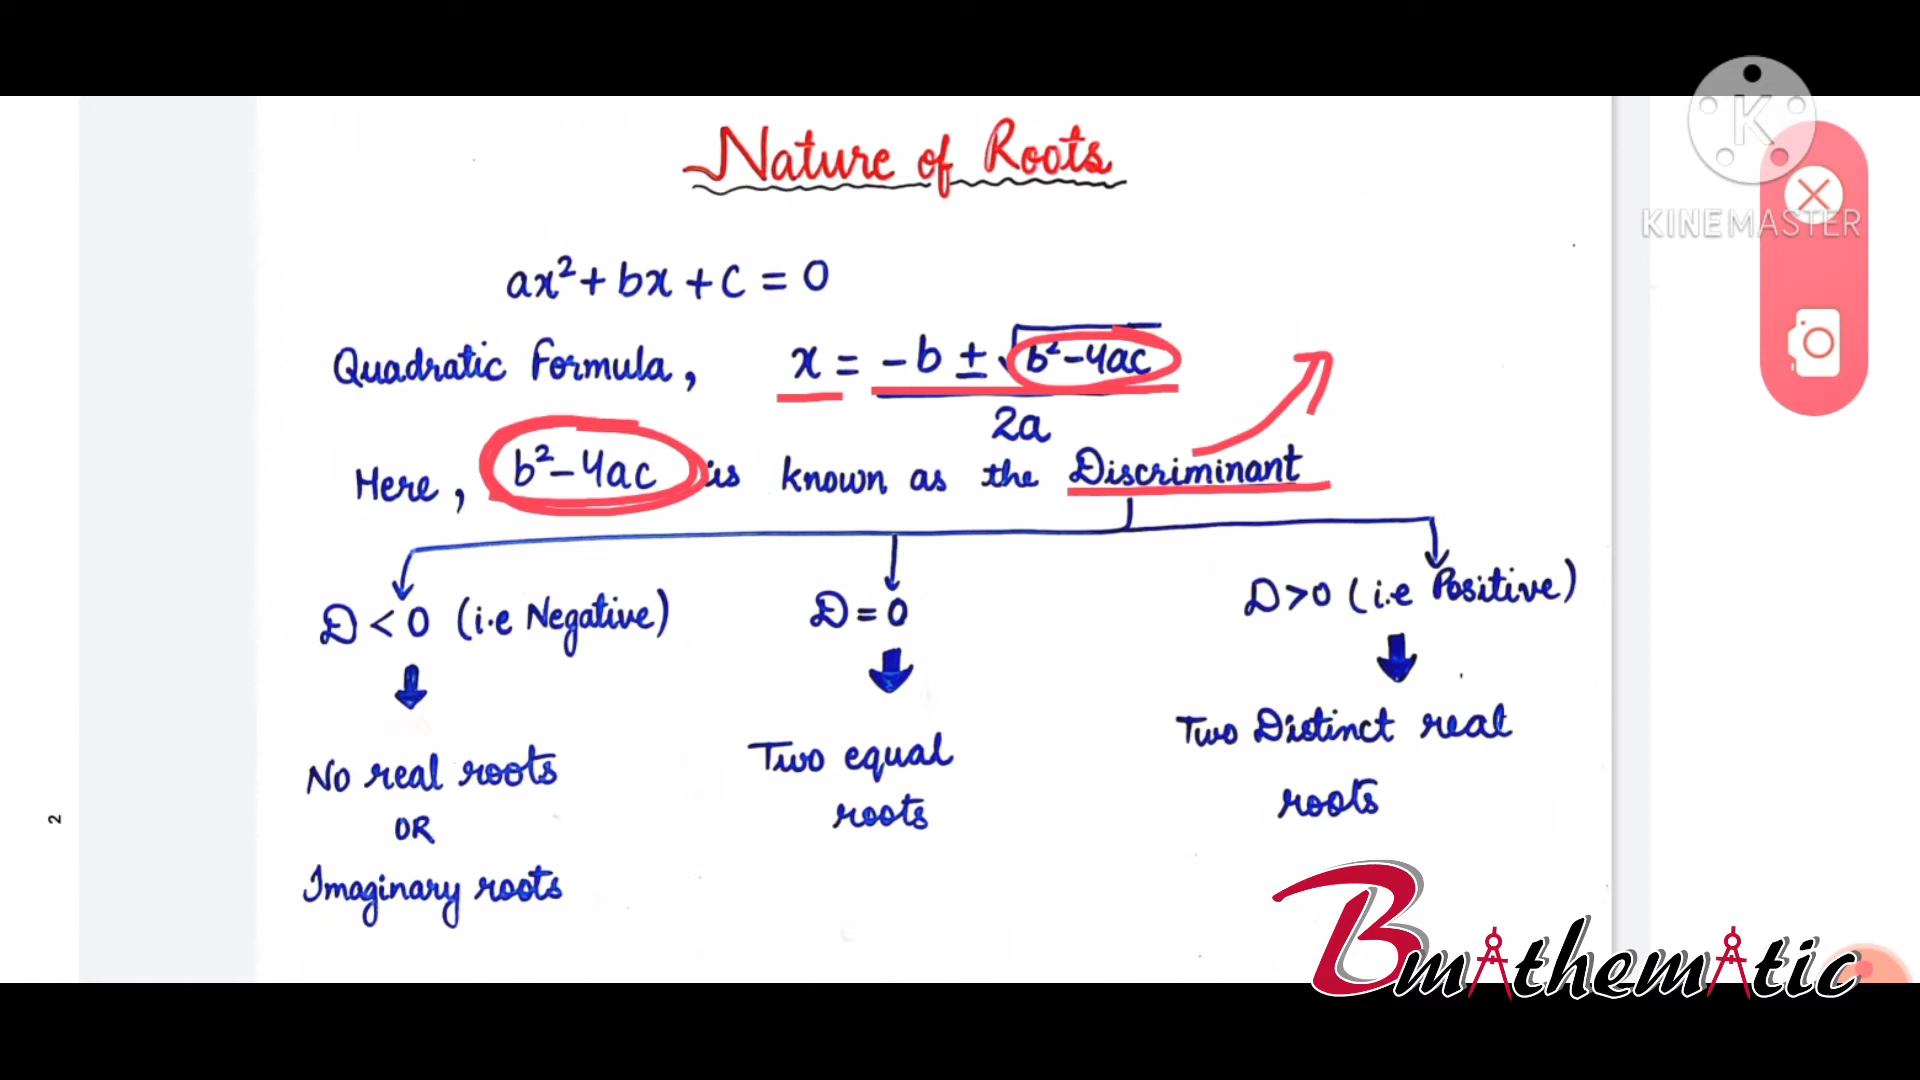 Nature of Roots
ax²+bx+c=0
Quadratic Formula, x = -b ± √b²-4ac
2a
Here, b²-4ac is known as the Discriminant
D<0 (i.e Negative) D=0 D>0 (i.e Positive)
No real roots Two equal Two Distinct real
OR roots roots
Imaginary roots
2
K
KINEMASTER
Bmathematic